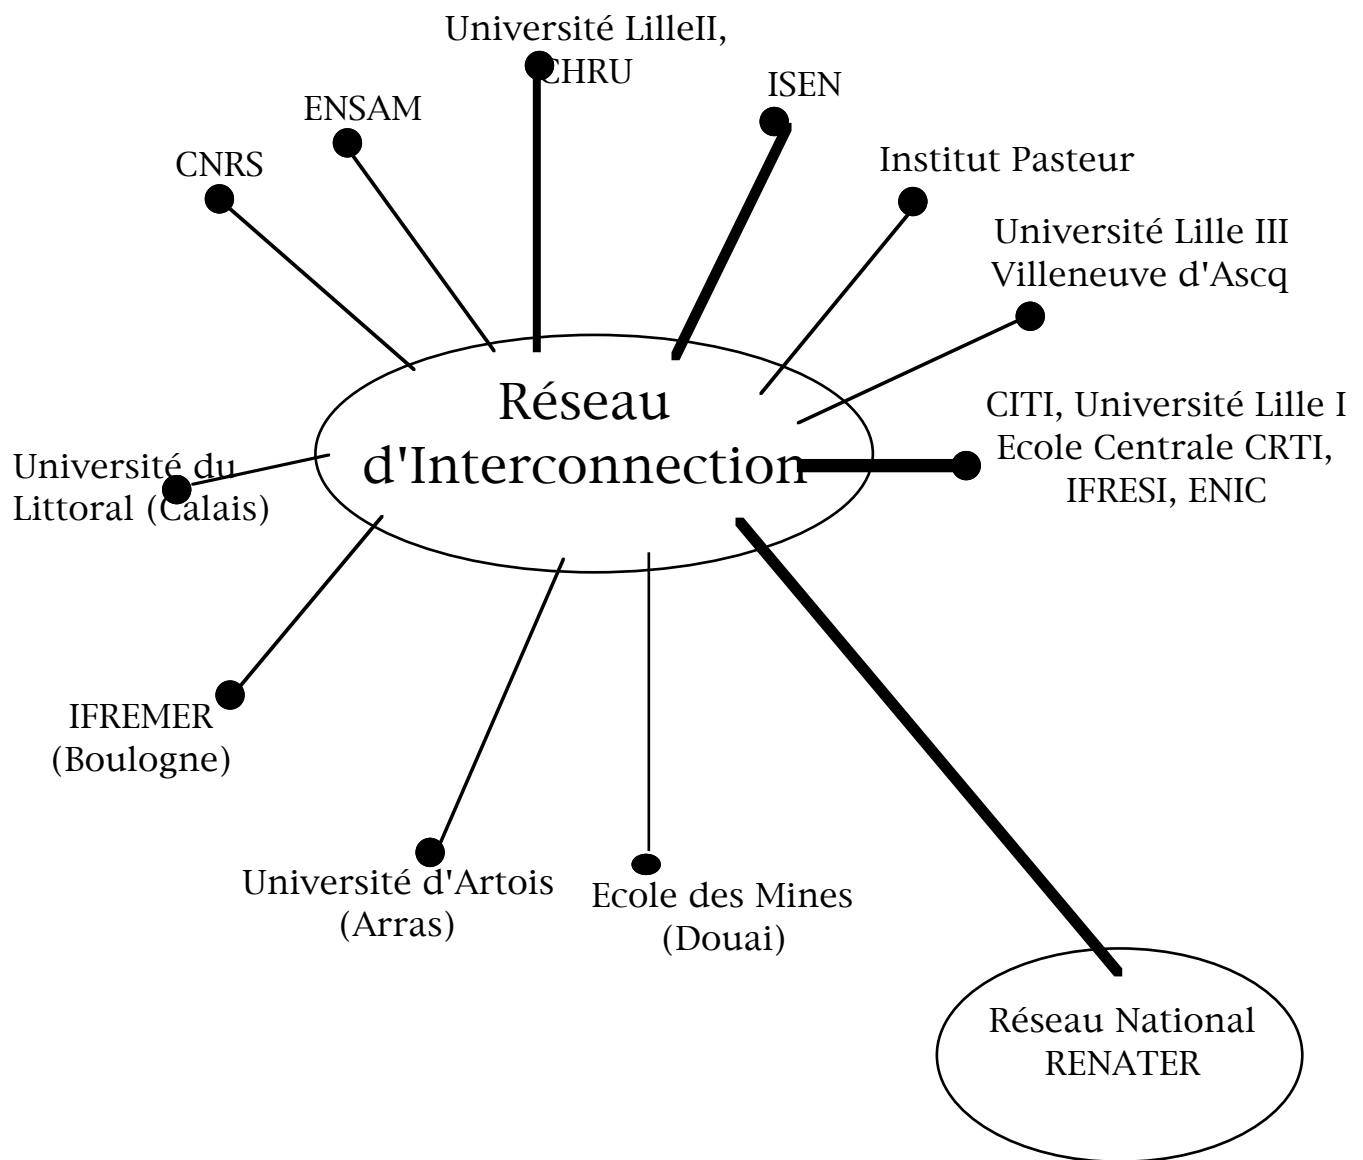 Université LilleII,
CHRU
ISEN
ENSAM
CNRS
Institut Pasteur
Université Lille III
Villeneuve d'Ascq
Réseau
d'Interconnection
CITI, Université Lille I
Ecole Centrale CRTI,
IFRESI, ENIC
Université du
Littoral (Calais)
IFREMER
(Boulogne)
Université d'Artois
(Arras)
Ecole des Mines
(Douai)
Réseau National
RENATER